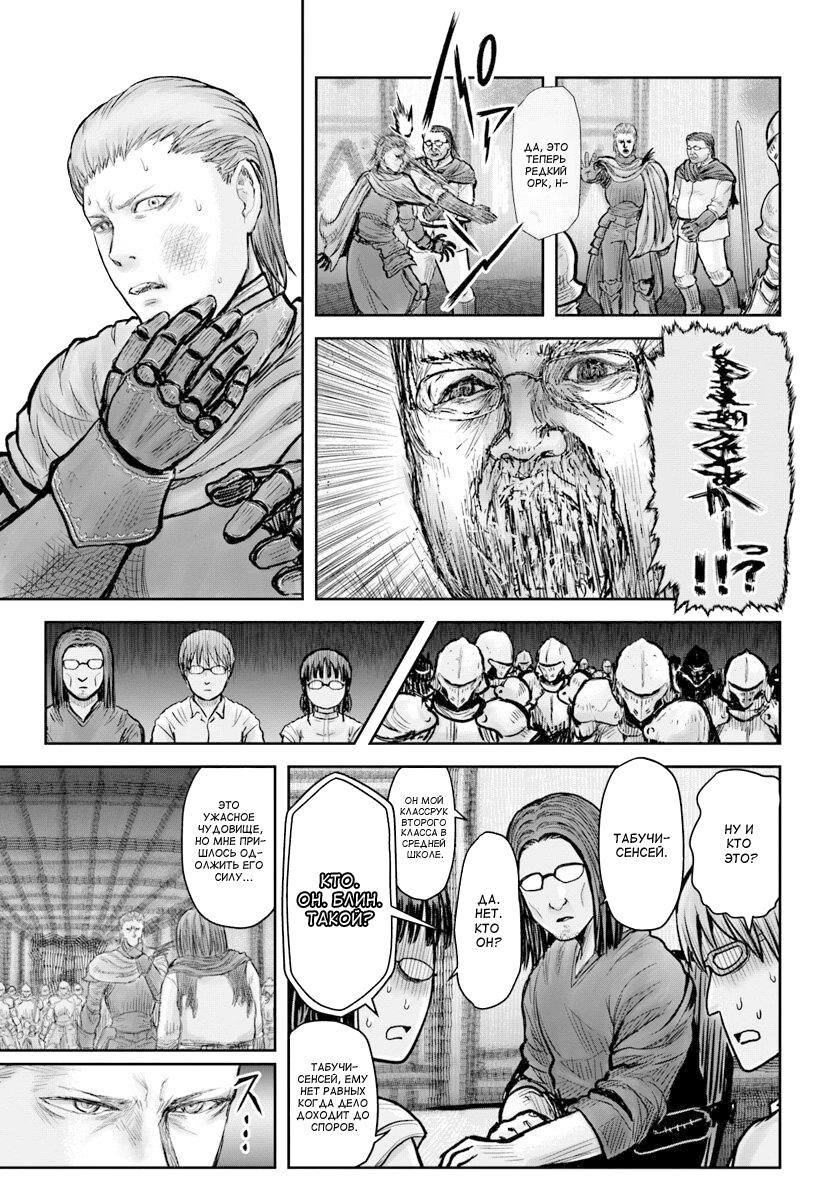 ДА, ЭТО
ТЕПЕРЬ
РЕДКИЙ
ОРК, Н-
!!?
НУ И
КТО
ЭТО?
ТАБУЧИ-
СЕНСЕЙ.
ДА.
НЕТ.
КТО
ОН?
ОН МОЙ
КЛАССРУК
ВТОРОГО
КЛАССА В
СРЕДНЕЙ
ШКОЛЕ.
КТО.
ОН. БЛИН.
ТАКОЙ?
ТАБУЧИ-
СЕНСЕЙ, ЕМУ
НЕТ РАВНЫХ
КОГДА ДЕЛО
ДОХОДИТ ДО
СПОРОВ.
ЭТО
УЖАСНОЕ
ЧУДОВИЩЕ,
НО МНЕ ПРИ-
ШЛОСЬ ОД-
ОЛЖИТЬ ЕГО
СИЛУ...